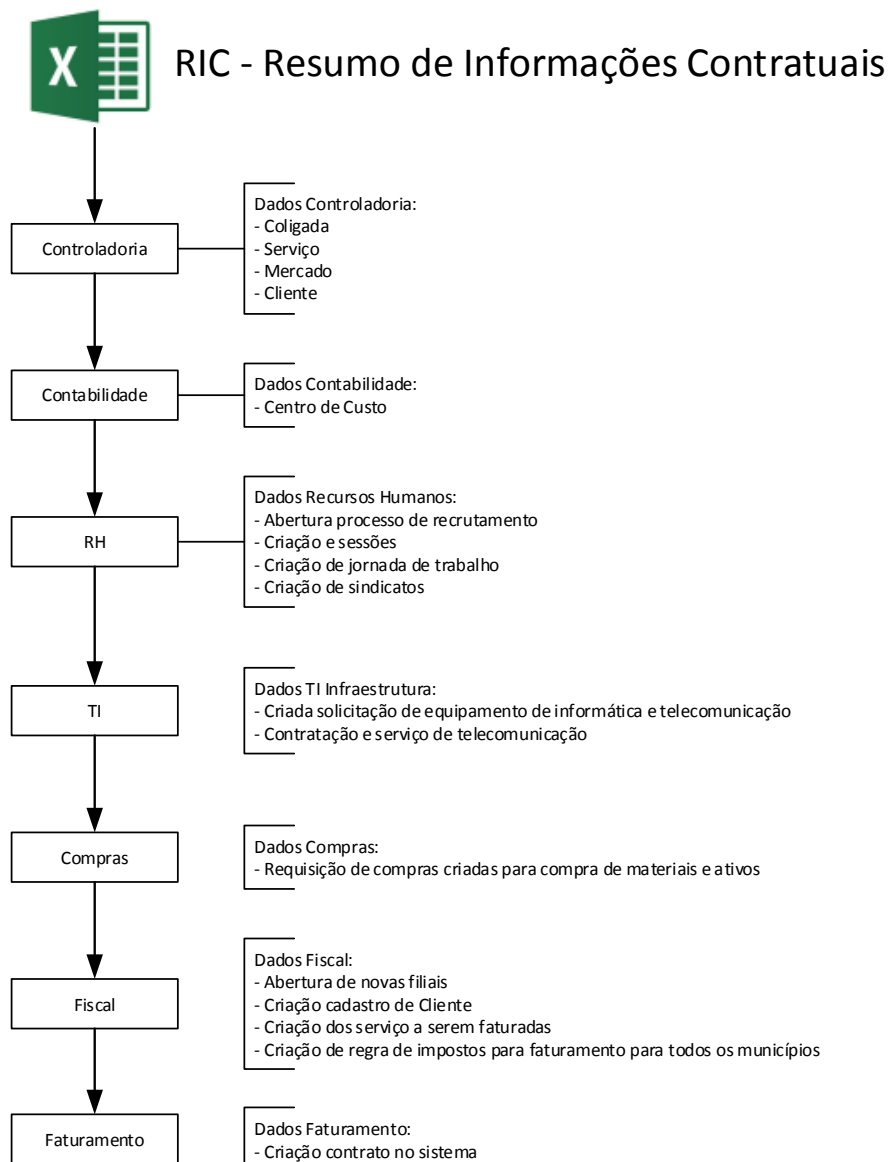 X
RIC - Resumo de Informações Contratuais
Controladoria
Dados Controladoria:
- Coligada
- Serviço
- Mercado
- Cliente
Contabilidade
Dados Contabilidade:
- Centro de Custo
RH
Dados Recursos Humanos:
- Abertura processo de recrutamento
- Criação e sessões
- Criação de jornada de trabalho
- Criação de sindicatos
TI
Dados TI Infraestrutura:
- Criada solicitação de equipamento de informática e telecomunicação
- Contratação e serviço de telecomunicação
Compras
Dados Compras:
- Requisição de compras criadas para compra de materiais e ativos
Fiscal
Dados Fiscal:
- Abertura de novas filiais
- Criação cadastro de Cliente
- Criação dos serviço a serem faturadas
- Criação de regra de impostos para faturamento para todos os municípios
Faturamento
Dados Faturamento:
- Criação contrato no sistema